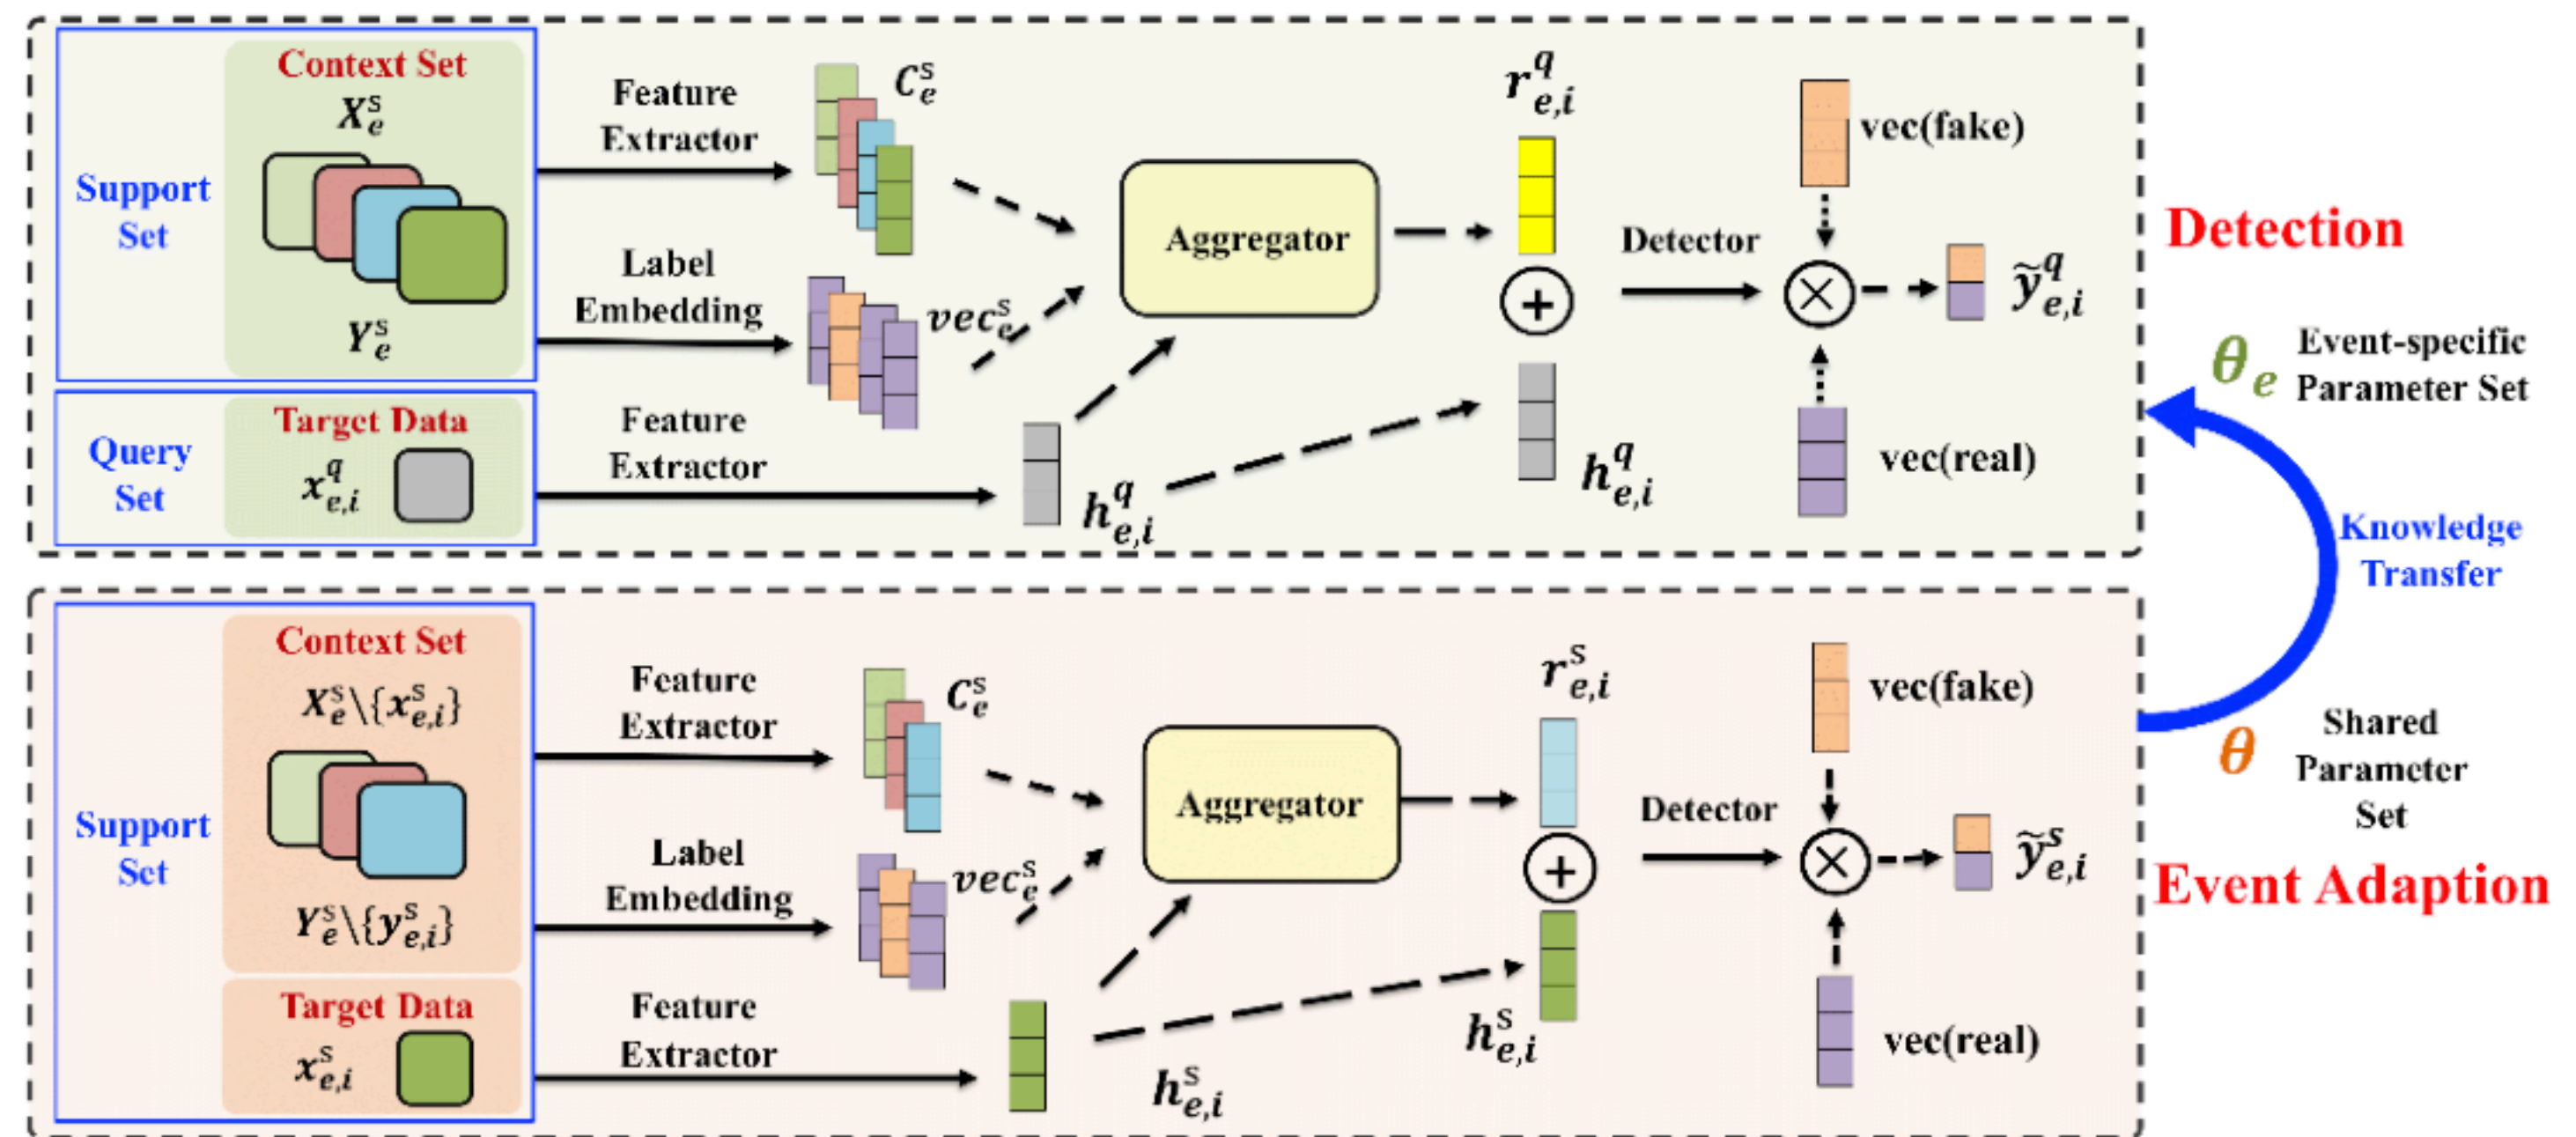 Context Set
X_e^s
Support
Set
Y_e^s
Feature
Extractor
C_e^s
Label
Embedding
vec_e^s
Query
Set
Target Data
x_{e,i}^q
Feature
Extractor
h_{e,i}^q
Aggregator
r_{e,i}^q
+
h_{e,i}^q
Detector
vec(fake)
×
vec(real)
ỹ_{e,i}^q
Detection
θ_e
Event-specific
Parameter Set
Knowledge
Transfer
θ
Shared
Parameter
Set
Event Adaption
Context Set
X_e^s\{x_{e,i}^s}
Support
Set
Y_e^s\{y_{e,i}^s}
Target Data
x_{e,i}^s
Feature
Extractor
C_e^s
Label
Embedding
vec_e^s
Feature
Extractor
h_{e,i}^s
Aggregator
r_{e,i}^s
+
h_{e,i}^s
Detector
vec(fake)
×
vec(real)
ỹ_{e,i}^s